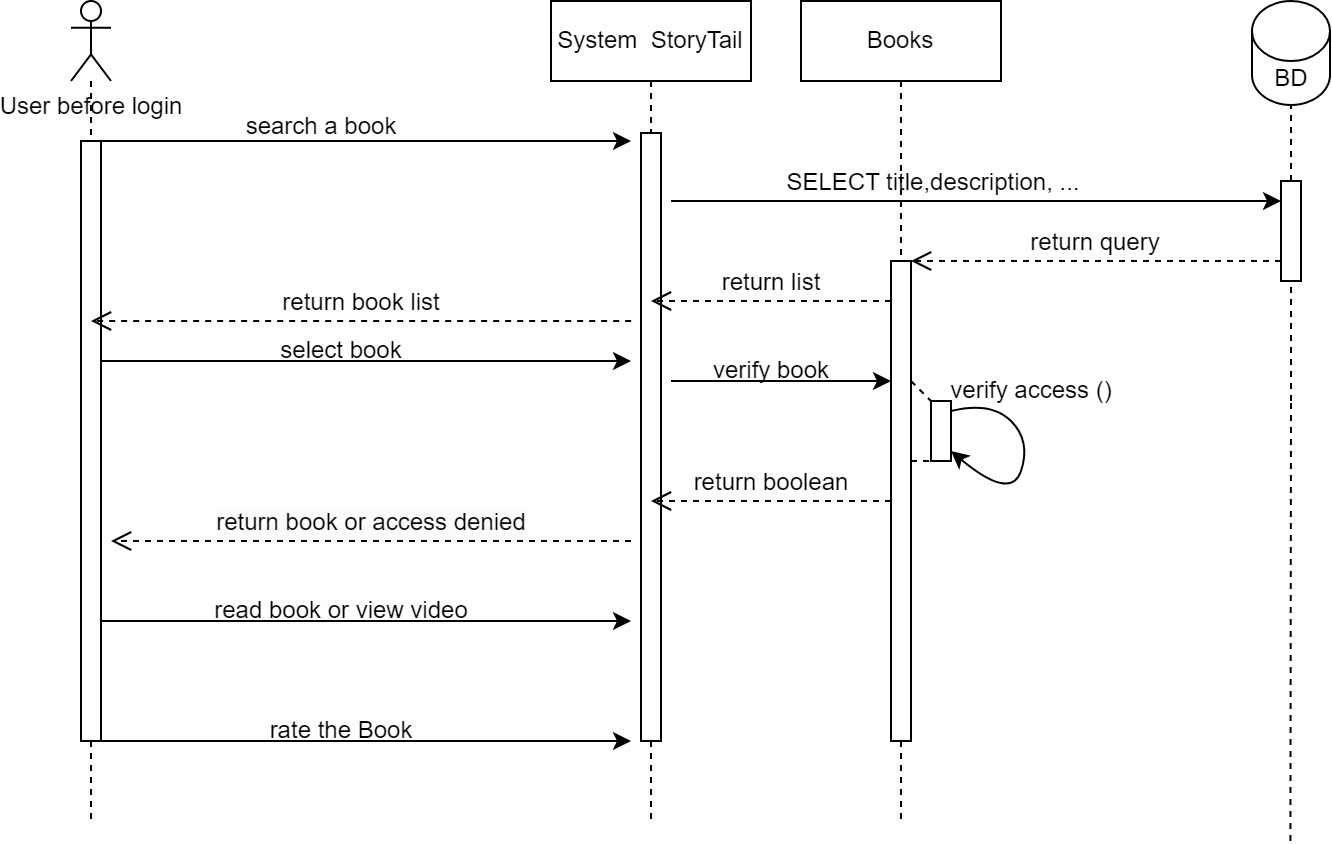 System  StoryTail
Books
BD
User before login
search a book
SELECT title,description, ...
return query
return list
return book list
select book
verify book
verify access ()
return boolean
return book or access denied
read book or view video
rate the Book